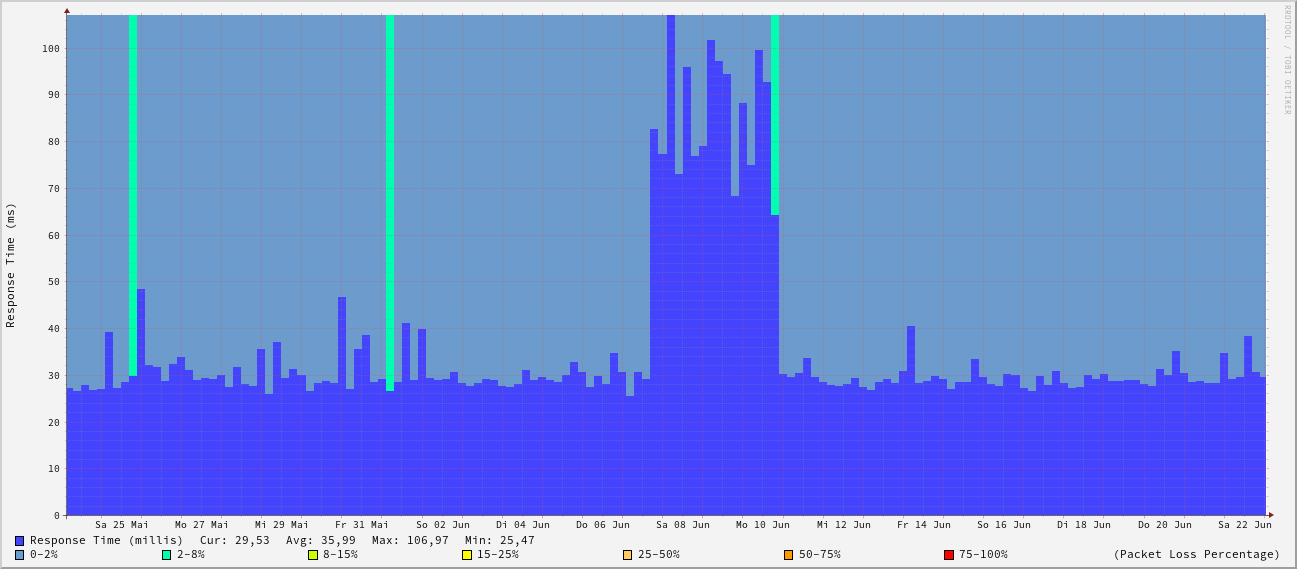 RRDTOOL / TOBI OETIKER
Response Time (ms)
100
90
80
70
60
50
40
30
20
10
0
Sa 25 Mai Mo 27 Mai Mi 29 Mai Fr 31 Mai So 02 Jun Di 04 Jun Do 06 Jun Sa 08 Jun Mo 10 Jun Mi 12 Jun Fr 14 Jun So 16 Jun Di 18 Jun Do 20 Jun Sa 22 Jun
Response Time (millis) Cur: 29,53 Avg: 35,99 Max: 106,97 Min: 25,47
0-2% 2-8% 8-15% 15-25% 25-50% 50-75% 75-100% (Packet Loss Percentage)